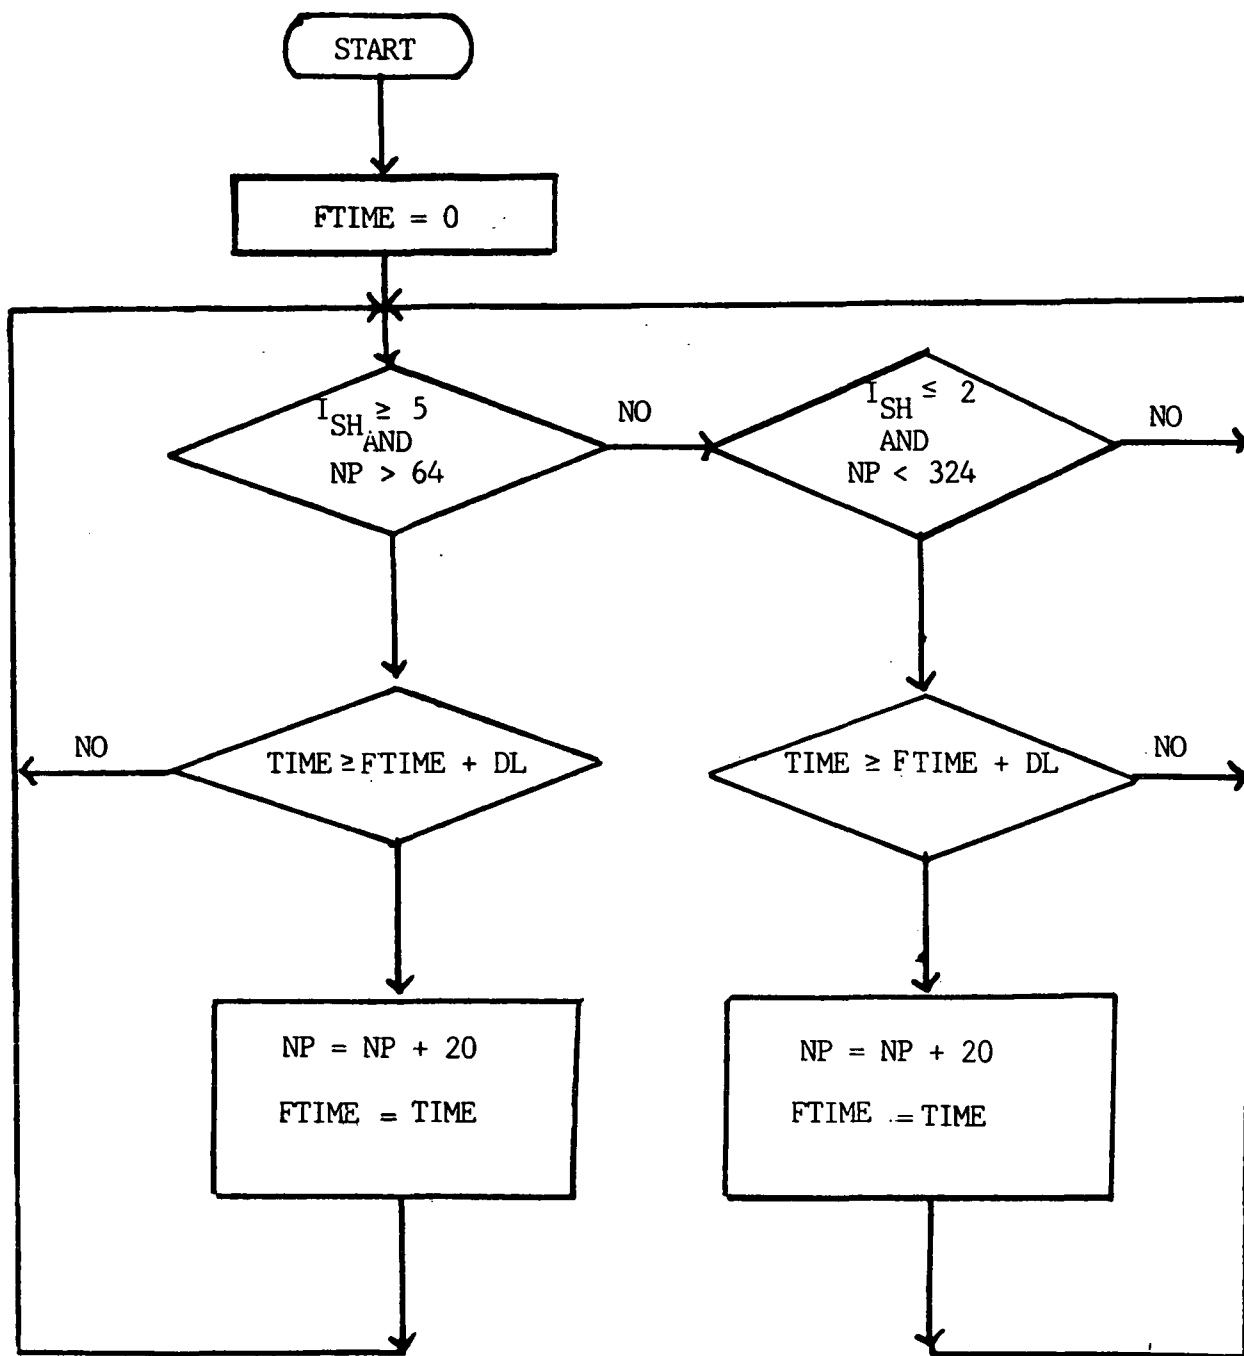 START
FTIME = 0
I_SH ≥ 5
AND
NP > 64
NO
I_SH ≤ 2
AND
NP < 324
NO
NO
TIME ≥ FTIME + DL
TIME ≥ FTIME + DL
NO
NP = NP + 20
FTIME = TIME
NP = NP + 20
FTIME = TIME